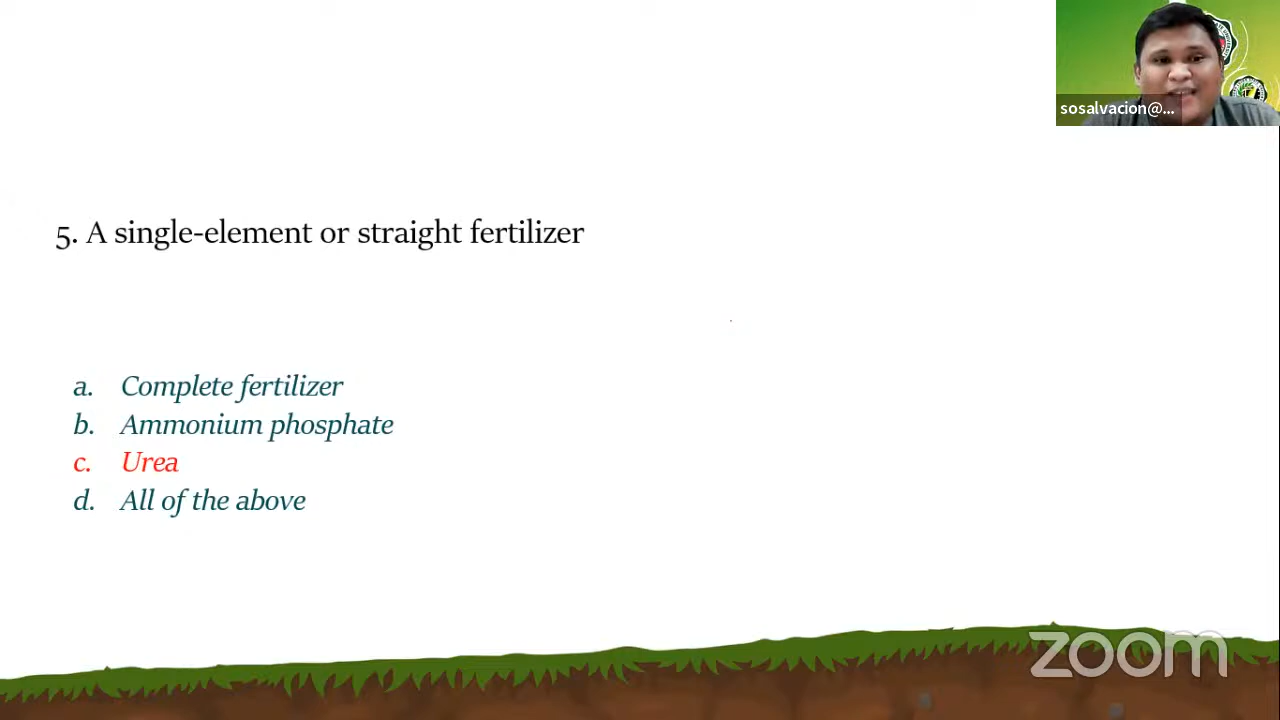 sosalvacion@...
5. A single-element or straight fertilizer
a. Complete fertilizer
b. Ammonium phosphate
c. Urea
d. All of the above
zoom